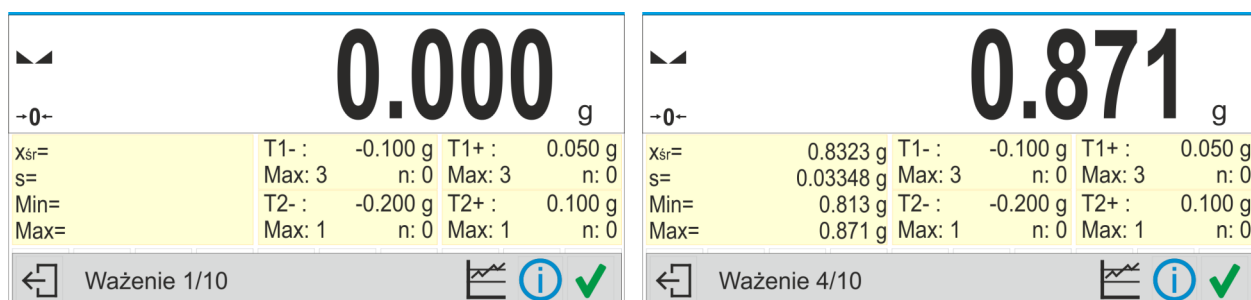 0.000 g
→0←
xśr=
s=
Min=
Max=
T1- : -0.100 g T1+ : 0.050 g
Max: 3 n: 0 Max: 3 n: 0
T2- : -0.200 g T2+ : 0.100 g
Max: 1 n: 0 Max: 1 n: 0
Ważenie 1/10
0.871 g
→0←
xśr= 0.8323 g T1- : -0.100 g T1+ : 0.050 g
s= 0.03348 g Max: 3 n: 0 Max: 3 n: 0
Min= 0.813 g T2- : -0.200 g T2+ : 0.100 g
Max= 0.871 g Max: 1 n: 0 Max: 1 n: 0
Ważenie 4/10